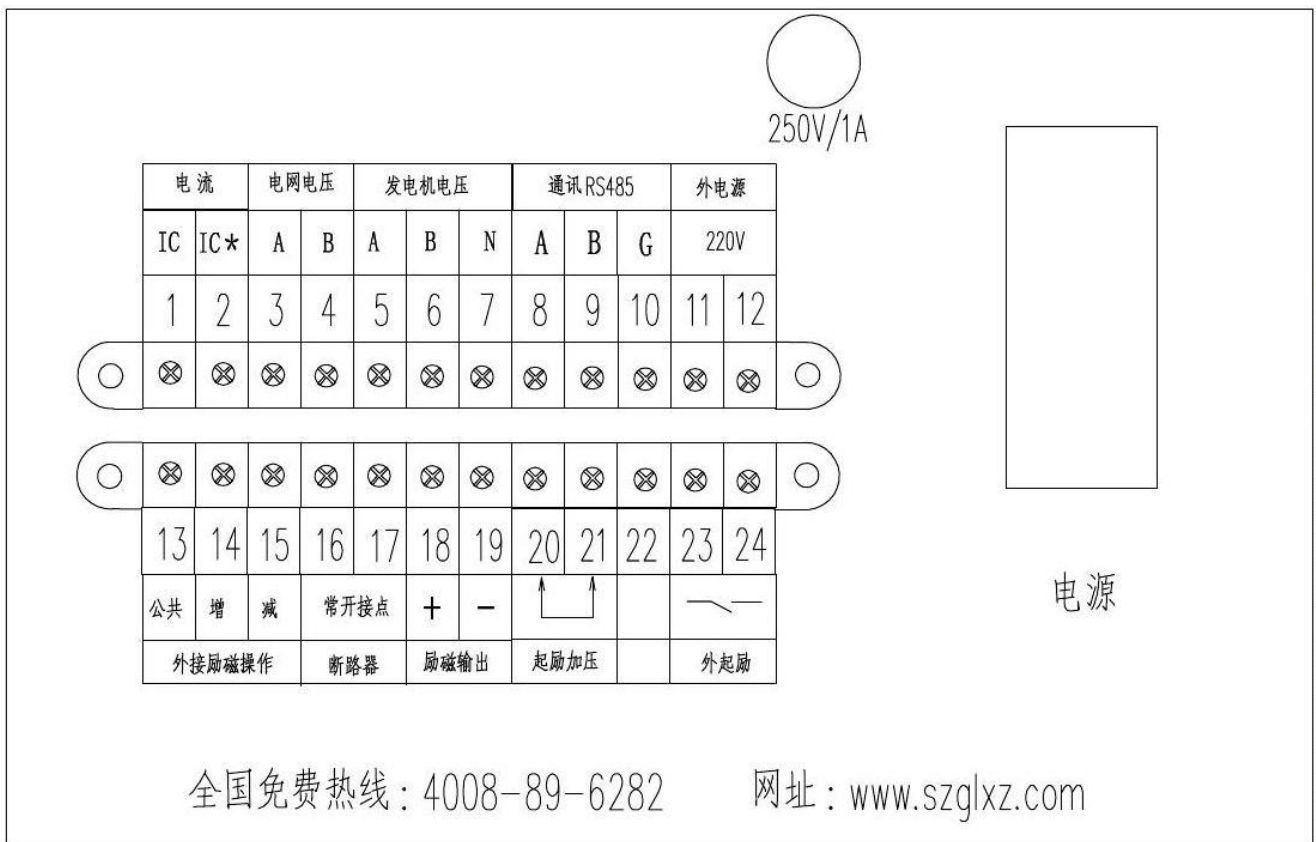 250V/1A
电流 电网电压 发电机电压 通讯RS485 外电源
IC IC* A B A B N A B G 220V
1 2 3 4 5 6 7 8 9 10 11 12
13 14 15 16 17 18 19 20 21 22 23 24
公共 增 减 常开接点 + -
外接励磁操作 断路器 励磁输出 起励加压 外起励
电源
全国免费热线:4008-89-6282 网址:www.szglxz.com